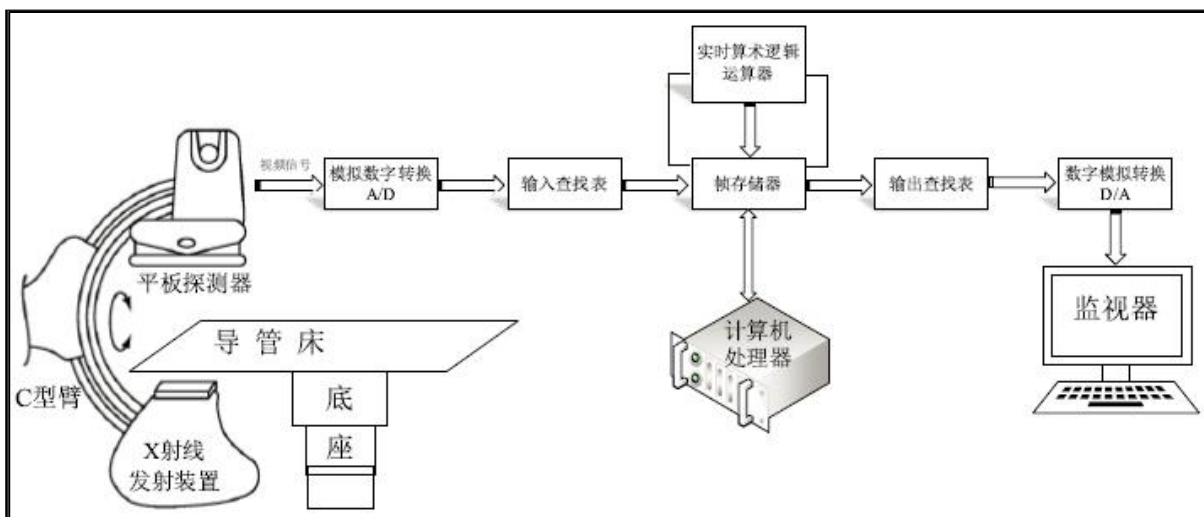 实时算术逻辑
运算器
视频信号
模拟数字转换
A/D
输入查找表
帧存储器
输出查找表
数字模拟转换
D/A
平板探测器
导管床
计算机
处理器
监视器
C型臂
底
座
X射线
发射装置